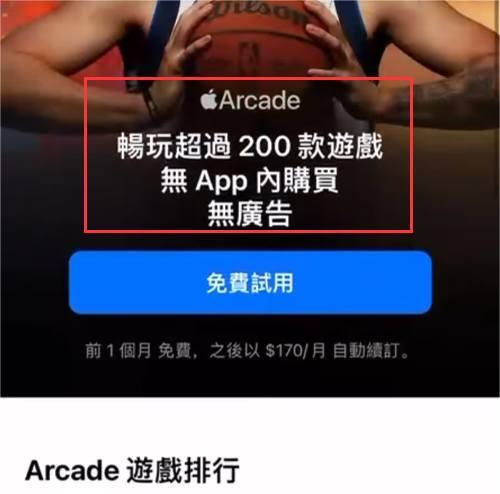 Wilson
Arcade
暢玩超過 200 款遊戲
無 App 內購買
無廣告
免費試用
前 1 個月 免費，之後以 $170/月 自動續訂。
Arcade 遊戲排行